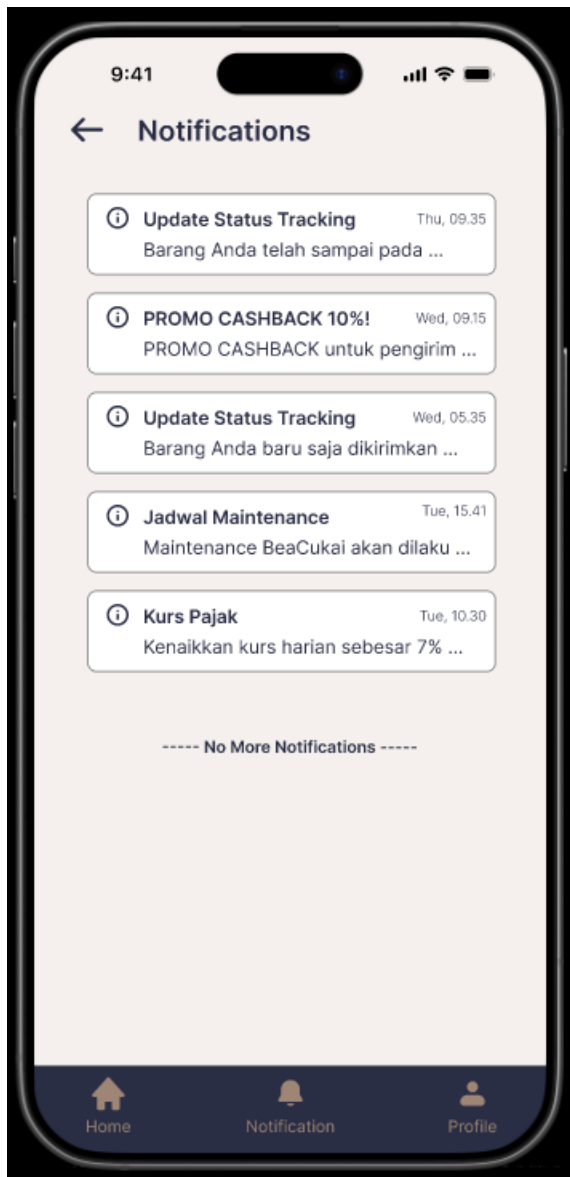 9:41
Notifications
Update Status Tracking Thu, 09.35
Barang Anda telah sampai pada ...
PROMO CASHBACK 10%! Wed, 09.15
PROMO CASHBACK untuk pengirim ...
Update Status Tracking Wed, 05.35
Barang Anda baru saja dikirimkan ...
Jadwal Maintenance Tue, 15.41
Maintenance BeaCukai akan dilaku ...
Kurs Pajak Tue, 10.30
Kenaikkan kurs harian sebesar 7% ...
----- No More Notifications -----
Home Notification Profile